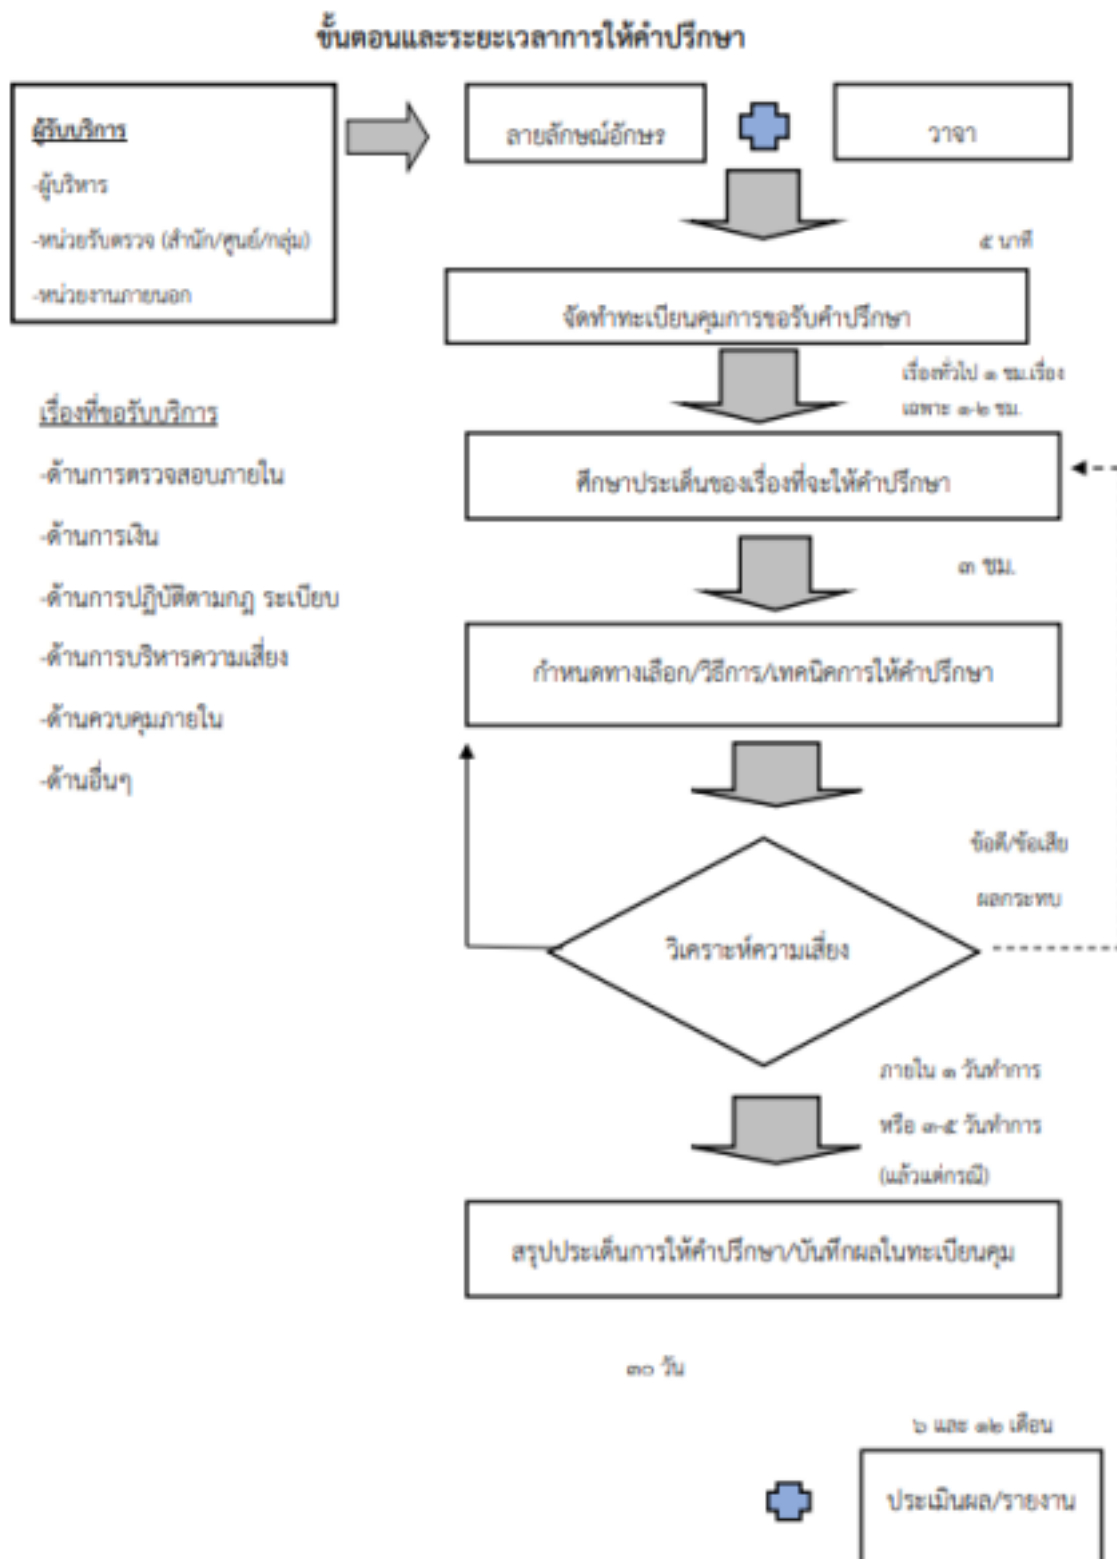 ขั้นตอนและระยะเวลาการให้คำปรึกษา
ผู้รับบริการ
-ผู้บริหาร
-หน่วยรับตรวจ (สำนัก/ศูนย์/กลุ่ม)
-หน่วยงานภายนอก
ลายลักษณ์อักษร
วาจา
๕ นาที
จัดทำทะเบียนคุมการขอรับคำปรึกษา
เรื่องทั่วไป ๑ ชม.เรื่อง
เฉพาะ ๑-๒ ชม.
เรื่องที่ขอรับบริการ
-ด้านการตรวจสอบภายใน
-ด้านการเงิน
-ด้านการปฏิบัติตามกฎ ระเบียบ
-ด้านการบริหารความเสี่ยง
-ด้านควบคุมภายใน
-ด้านอื่นๆ
ศึกษาประเด็นของเรื่องที่จะให้คำปรึกษา
๓ ชม.
กำหนดทางเลือก/วิธีการ/เทคนิคการให้คำปรึกษา
ข้อดี/ข้อเสีย
ผลกระทบ
วิเคราะห์ความเสี่ยง
ภายใน ๑ วันทำการ
หรือ ๓-๕ วันทำการ
(แล้วแต่กรณี)
สรุปประเด็นการให้คำปรึกษา/บันทึกผลในทะเบียนคุม
๓๐ วัน
๖ และ ๑๒ เดือน
ประเมินผล/รายงาน